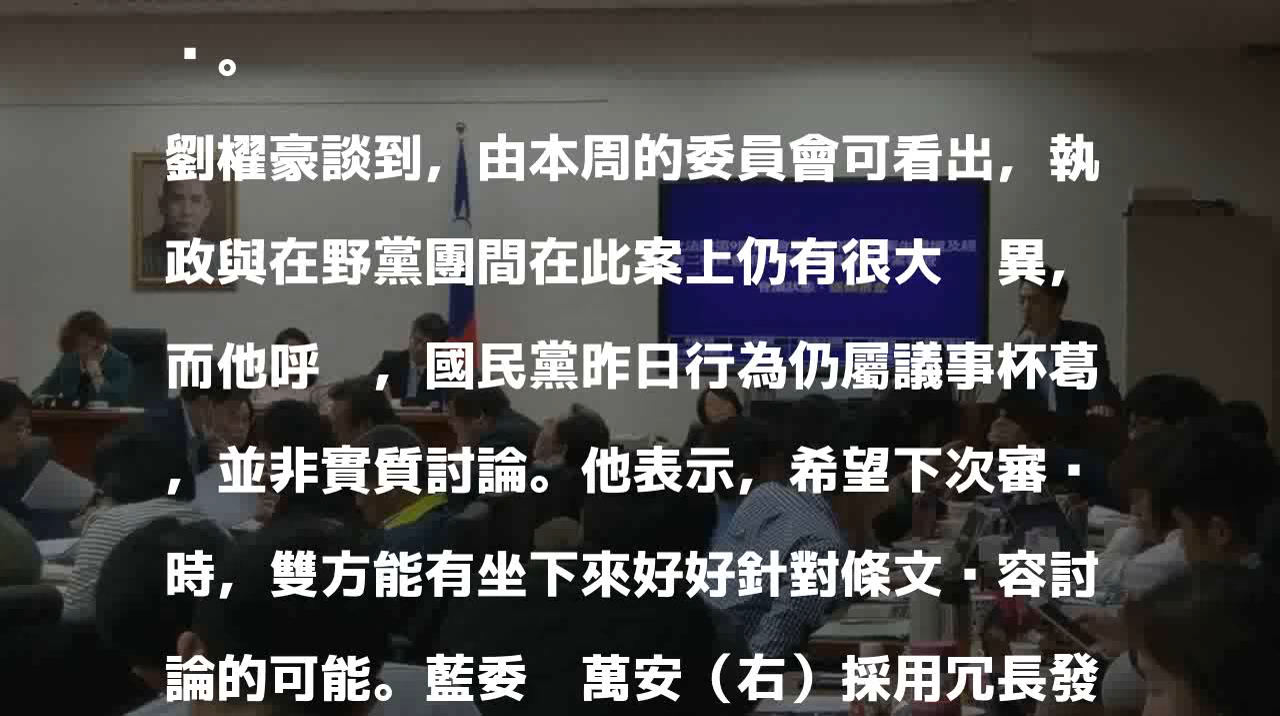 ▪。
劉櫂豪談到，由本周的委員會可看出，執
政與在野黨團間在此案上仍有很大　異，
而他呼　，國民黨昨日行為仍屬議事杯葛
，並非實質討論。他表示，希望下次審▪
時，雙方能有坐下來好好針對條文▪容討
論的可能。藍委　萬安（右）採用冗長發